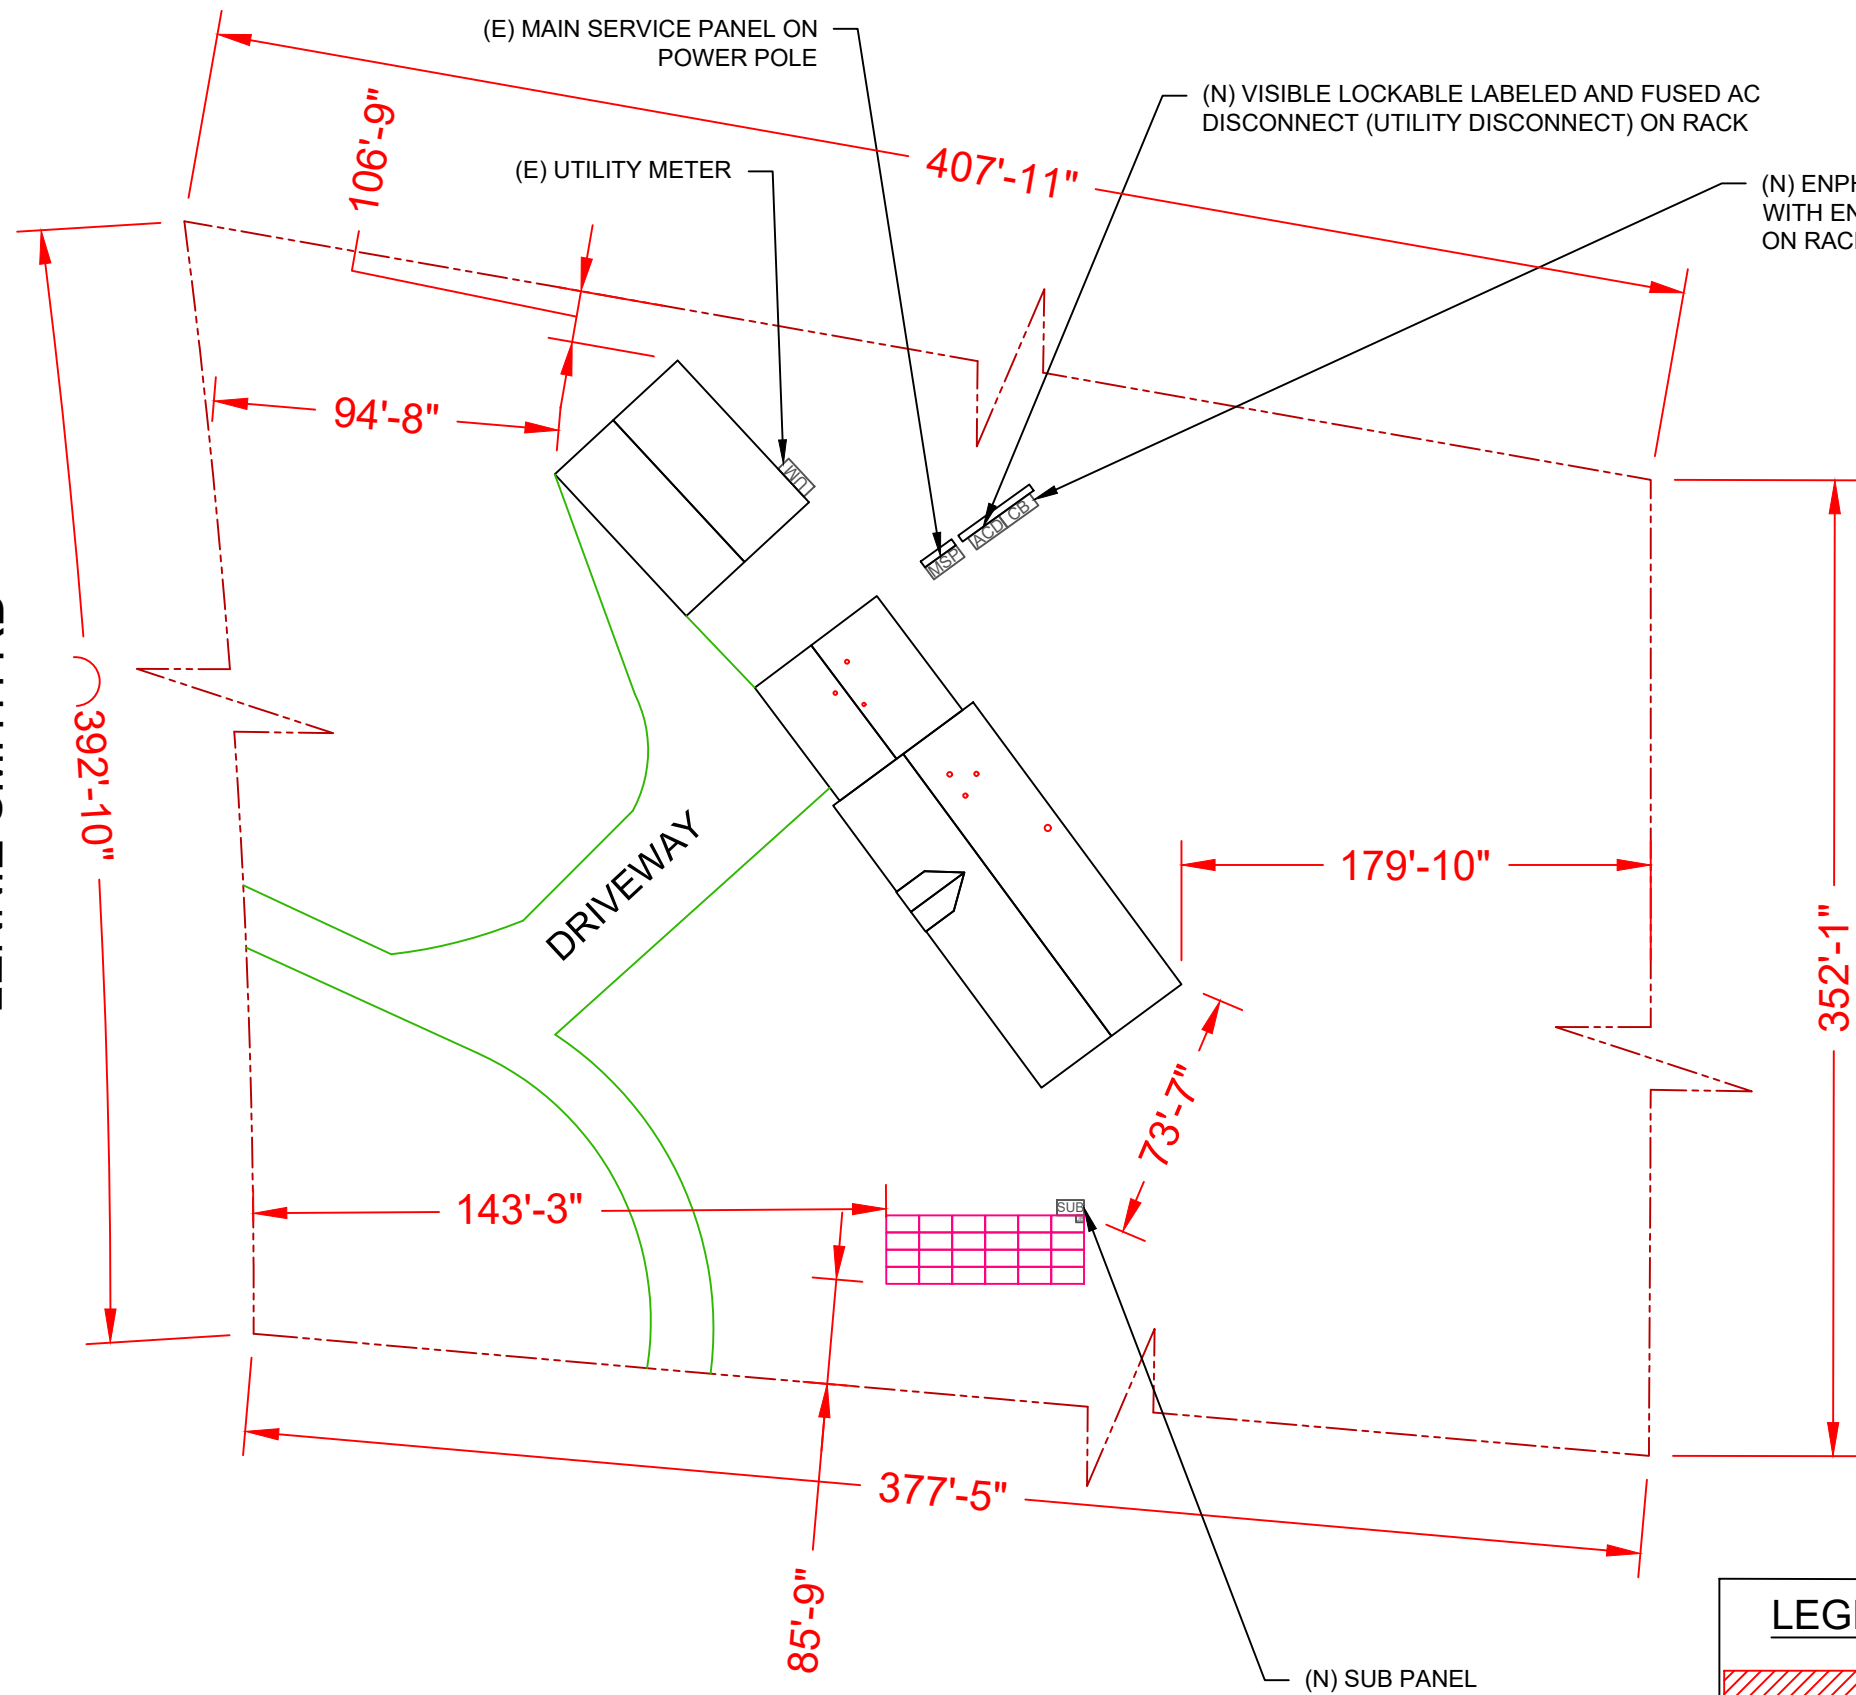 (E) MAIN SERVICE PANEL ON
POWER POLE
(N) VISIBLE LOCKABLE LABELED AND FUSED AC
DISCONNECT (UTILITY DISCONNECT) ON RACK
106'-9"
407'-11"
(E) UTILITY METER
(N)
WITH
ON
94'-8"
UM
ACD
CB
MSP
392'-10"
DRIVEWAY
179'-10"
352'-1"
73'-7"
143'-3"
SUB
377'-5"
85'-9"
(N) SUB PANEL